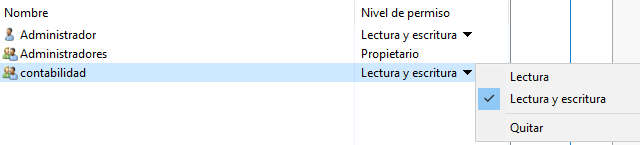 Nombre Nivel de permiso
Administrador Lectura y escritura
Administradores Propietario
contabilidad Lectura y escritura
Lectura
Lectura y escritura
Quitar